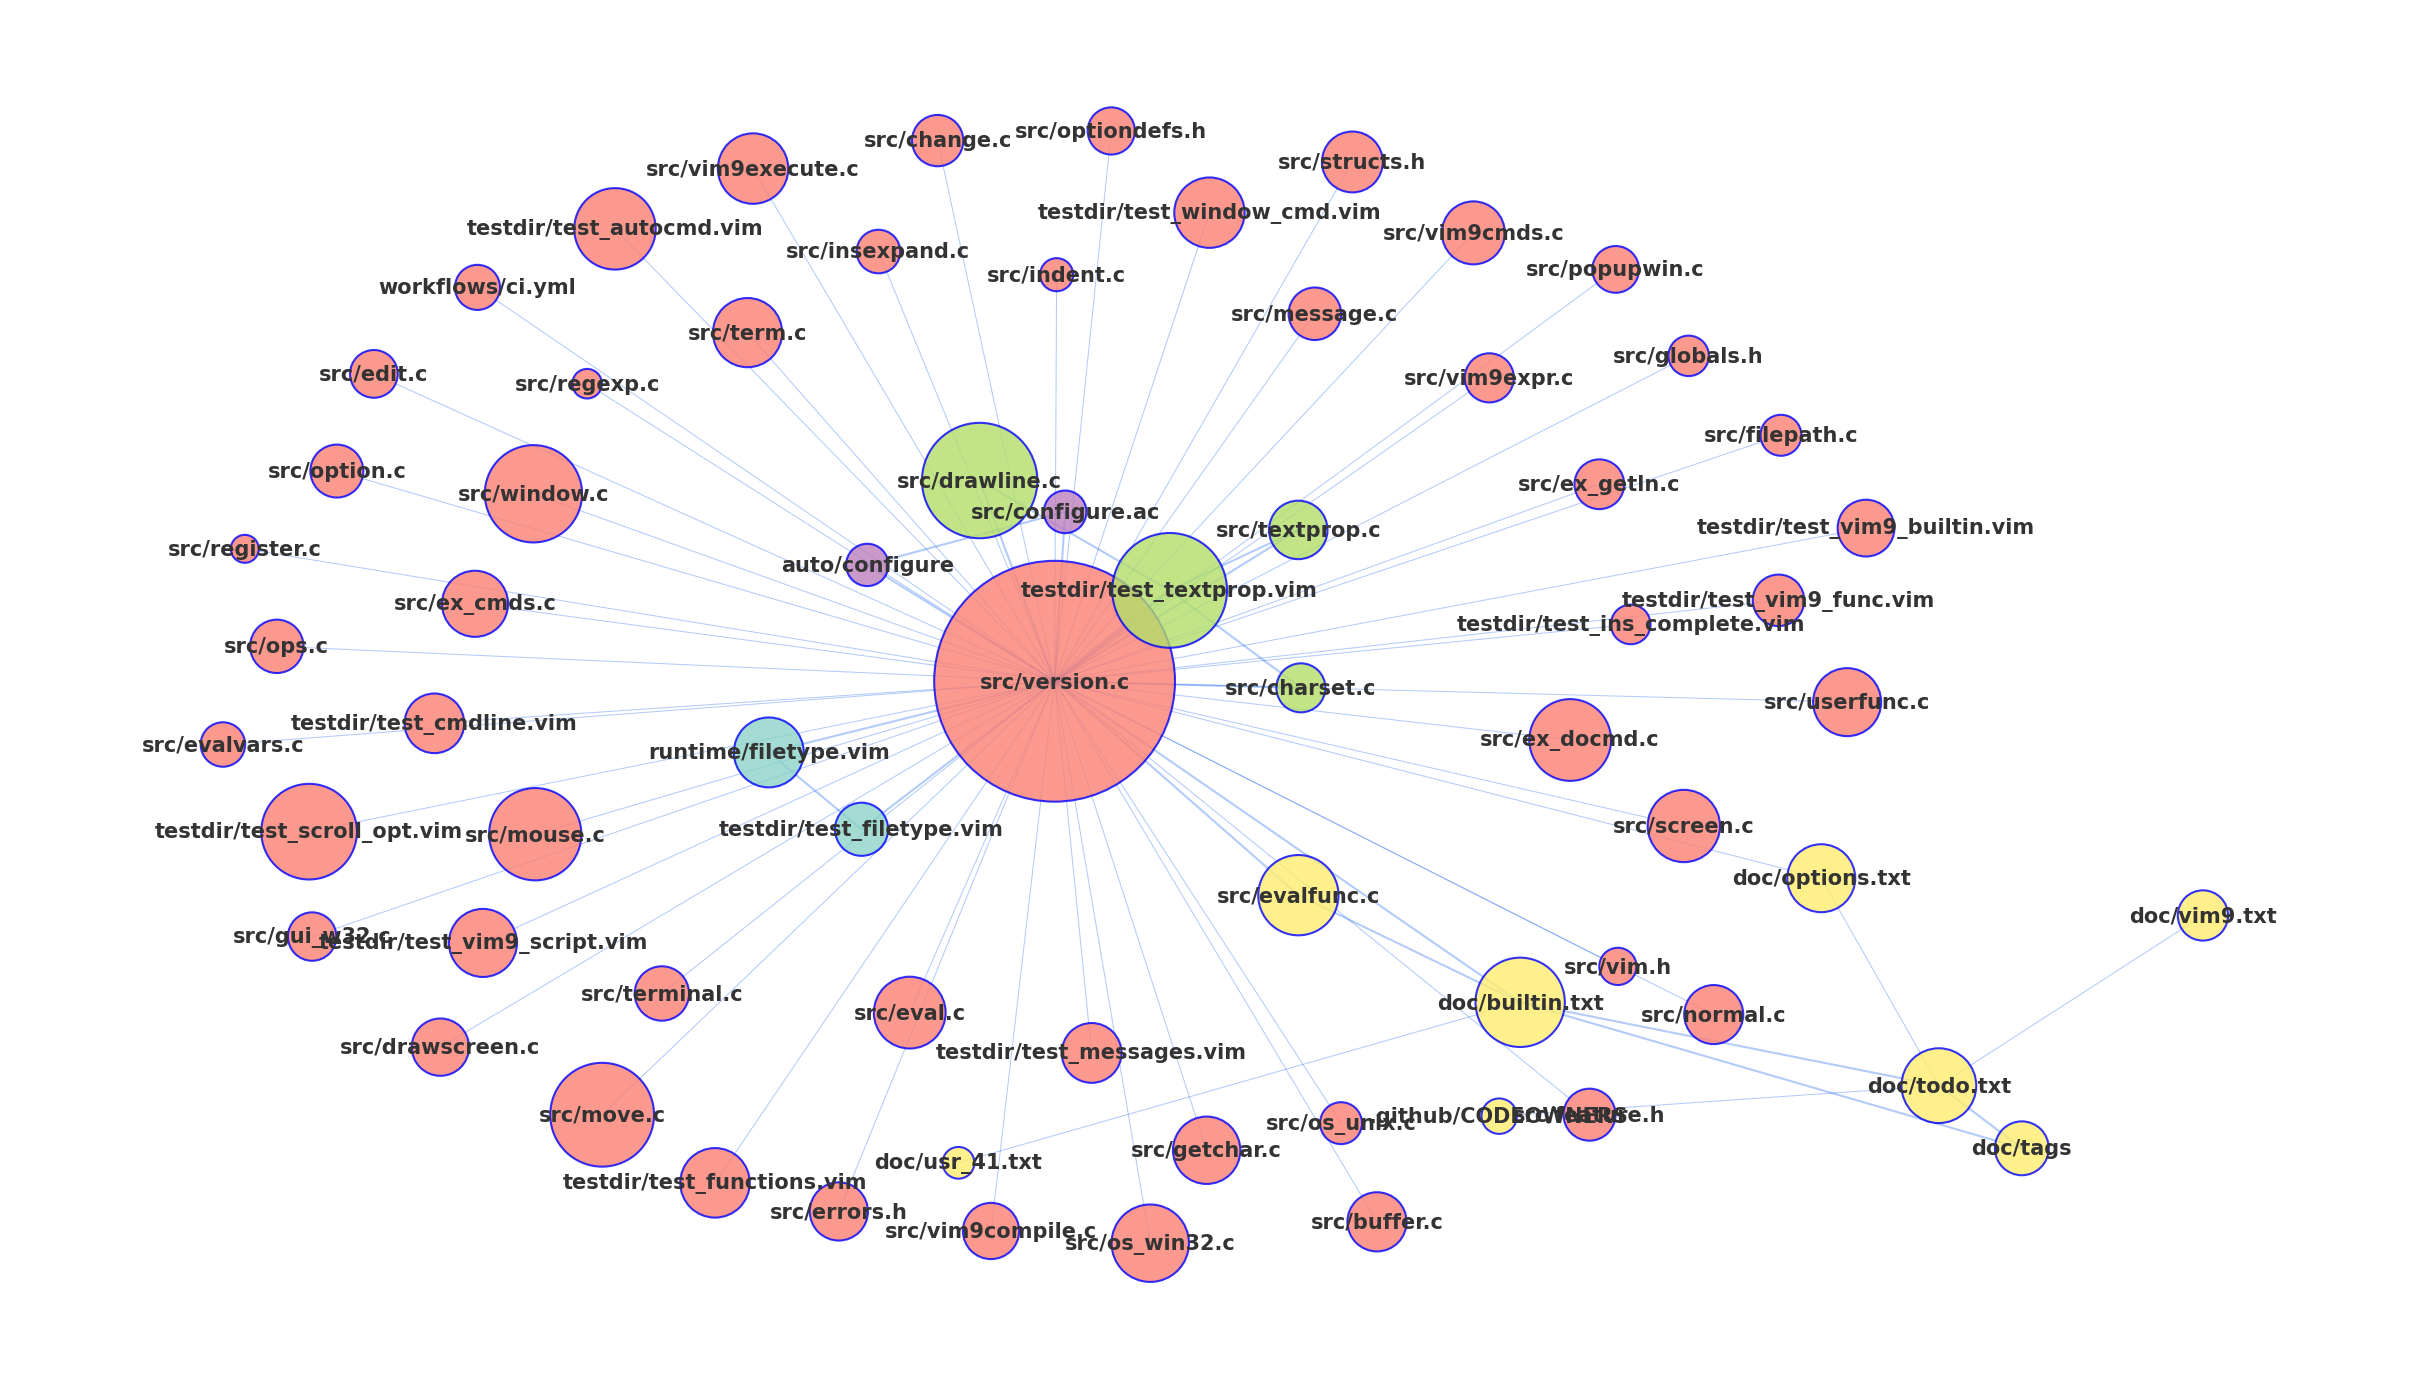 src/optiondefs.h
src/change.c
src/structs.h
src/vim9execute.c
testdir/test_window_cmd.vim
testdir/test_autocmd.vim
src/vim9cmds.c
src/insexpand.c
src/popupwin.c
src/indent.c
workflows/ci.yml
src/message.c
src/term.c
src/globals.h
src/edit.c
src/vim9expr.c
src/regexp.c
src/filepath.c
src/option.c
src/drawline.c
src/ex_getln.c
src/window.c
src/configure.ac
testdir/test_vim9_builtin.vim
src/textprop.c
src/register.c
auto/configure
testdir/test_textprop.vim
testdir/test_vim9_func.vim
src/ex_cmds.c
testdir/test_ins_complete.vim
src/ops.c
src/version.c
src/charset.c
src/userfunc.c
testdir/test_cmdline.vim
src/ex_docmd.c
src/evalvars.c
runtime/filetype.vim
src/screen.c
testdir/test_filetype.vim
testdir/test_scroll_opt.vim
src/mouse.c
doc/options.txt
src/evalfunc.c
doc/vim9.txt
src/gui_w32.c
testdir/test_vim9_script.vim
src/vim.h
src/terminal.c
doc/builtin.txt
src/eval.c
src/normal.c
src/drawscreen.c
testdir/test_messages.vim
doc/todo.txt
src/move.c
.github/CODEOWNERS
src/feature.h
src/os_unix.c
doc/tags
src/getchar.c
doc/usr_41.txt
testdir/test_functions.vim
src/errors.h
src/buffer.c
src/vim9compile.c
src/os_win32.c